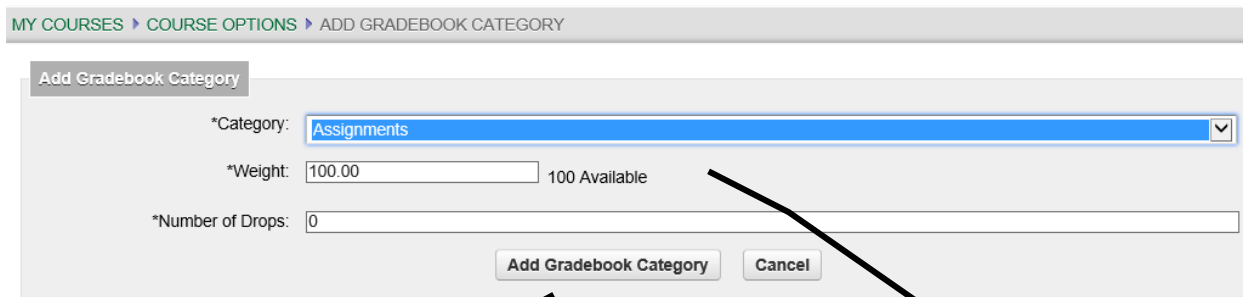 MY COURSES ▶ COURSE OPTIONS ▶ ADD GRADEBOOK CATEGORY
Add Gradebook Category
*Category: Assignments
*Weight: 100.00 100 Available
*Number of Drops: 0
Add Gradebook Category Cancel